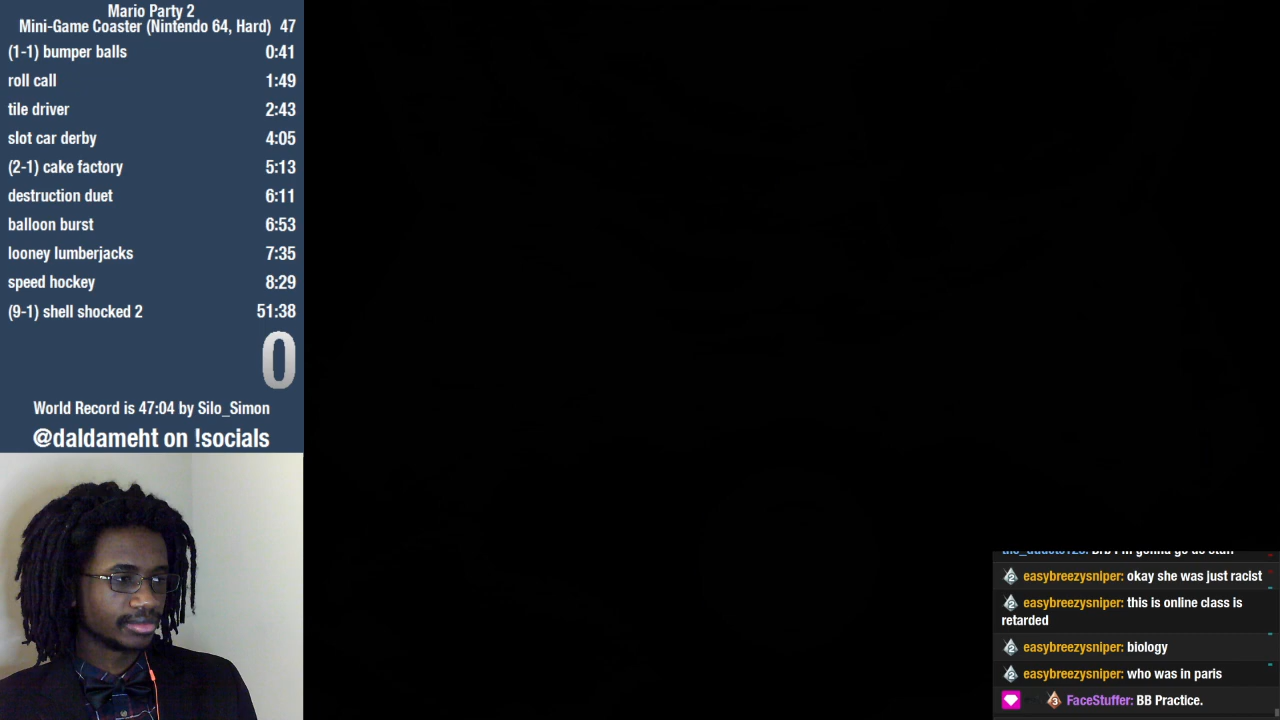 Mario Party 2
Mini-Game Coaster (Nintendo 64, Hard) 47
(1-1) bumper balls 0:41
roll call 1:49
tile driver 2:43
slot car derby 4:05
(2-1) cake factory 5:13
destruction duet 6:11
balloon burst 6:53
looney lumberjacks 7:35
speed hockey 8:29
(9-1) shell shocked 2 51:38
0
World Record is 47:04 by Silo_Simon
@daldameht on !socials
easybreezysniper: okay she was just racist
easybreezysniper: this is online class is
retarded
easybreezysniper: biology
easybreezysniper: who was in paris
FaceStuffer: BB Practice.